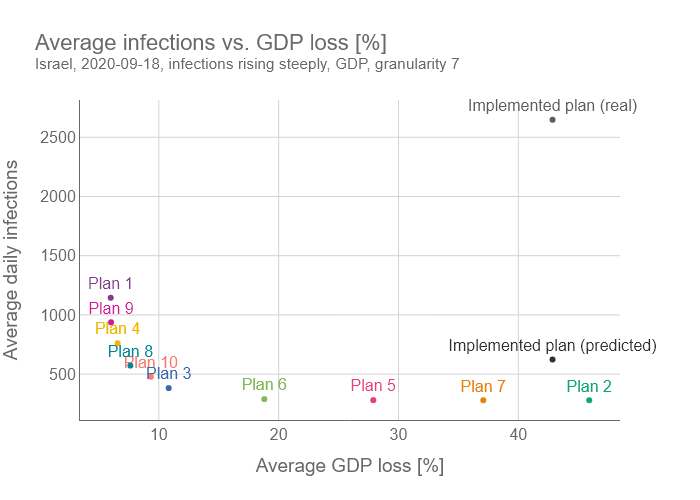 Average infections vs. GDP loss [%]
Israel, 2020-09-18, infections rising steeply, GDP, granularity 7
Implemented plan (real)
2500
2000
1500
Plan 1
Plan 9
1000
Plan 4
Implemented plan (predicted)
Plan 8
Plan 10
Plan 3
500
Plan 6
Plan 5
Plan 7
Plan 2
10
20
30
40
Average GDP loss [%]
Average daily infections